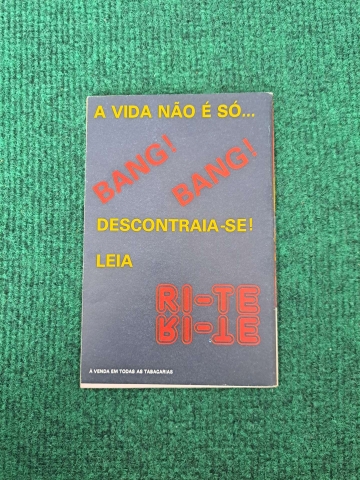 A VIDA NÃO É SÓ...
BANG!
BANG!
DESCONTRAIA-SE!
LEIA
RI-TE
RI-TE
À VENDA EM TODAS AS TABACARIAS